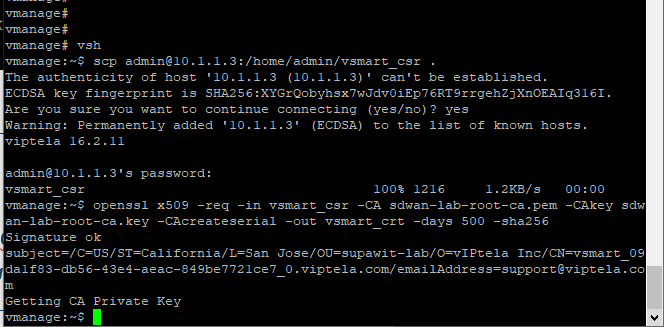 vmanage#
vmanage#
vmanage#
vmanage# vsh
vmanage:~$ scp admin@10.1.1.3:/home/admin/vsmart_csr .
The authenticity of host '10.1.1.3 (10.1.1.3)' can't be established.
ECDSA key fingerprint is SHA256:XYGrQobyhsx7wJdv0iEp76RT9rrgehZjXnOEAIq316I.
Are you sure you want to continue connecting (yes/no)? yes
Warning: Permanently added '10.1.1.3' (ECDSA) to the list of known hosts.
viptela 16.2.11
admin@10.1.1.3's password:
vsmart_csr 100% 1216 1.2KB/s 00:00
vmanage:~$ openssl x509 -req -in vsmart_csr -CA sdwan-lab-root-ca.pem -CAkey sdw
an-lab-root-ca.key -CAcreateserial -out vsmart_crt -days 500 -sha256
Signature ok
subject=/C=US/ST=California/L=San Jose/OU=supawit-lab/O=vIPtela Inc/CN=vsmart_09
da1f83-db56-43e4-aeac-849be7721ce7_0.viptela.com/emailAddress=support@viptela.co
m
Getting CA Private Key
vmanage:~$